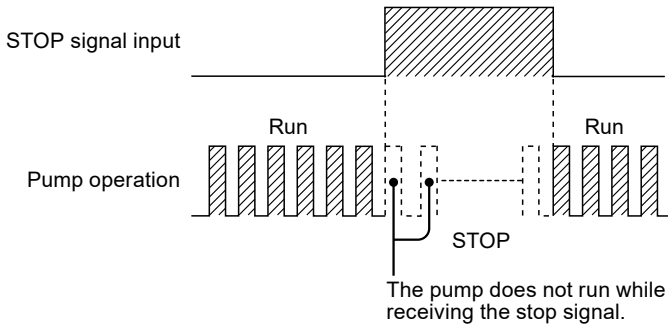 STOP signal input
Run
Run
Pump operation
STOP
The pump does not run while
receiving the stop signal.